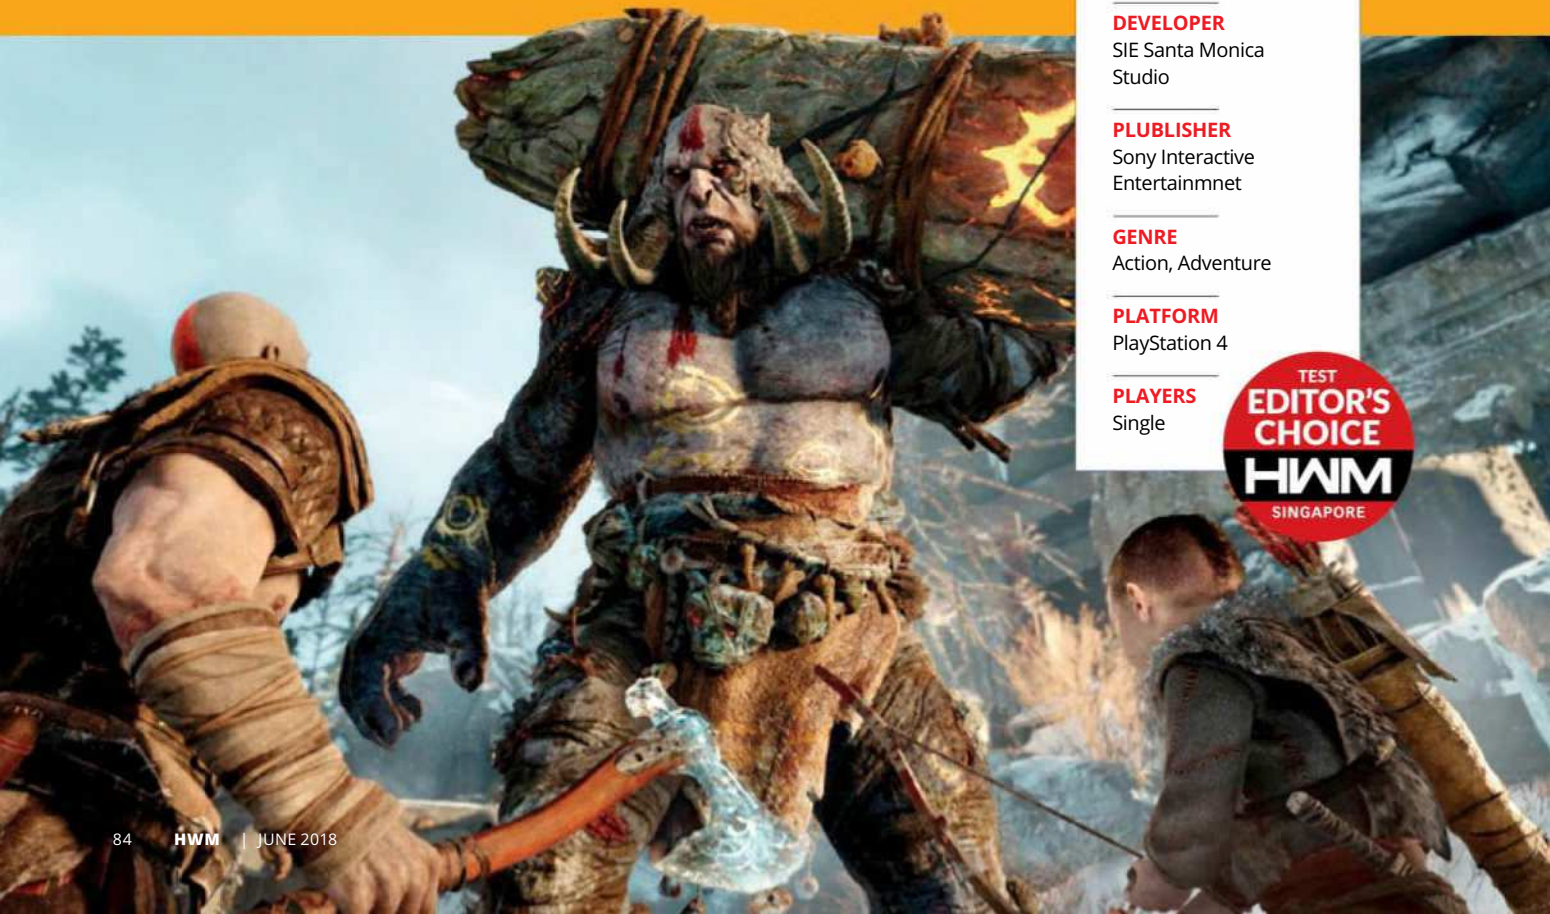 DEVELOPER
SIE Santa Monica
Studio
PLUBLISHER
Sony Interactive
Entertainmnet
GENRE
Action, Adventure
PLATFORM
PlayStation 4
PLAYERS
Single
TEST
EDITOR'S
CHOICE
HWM
SINGAPORE
84 HWM | JUNE 2018